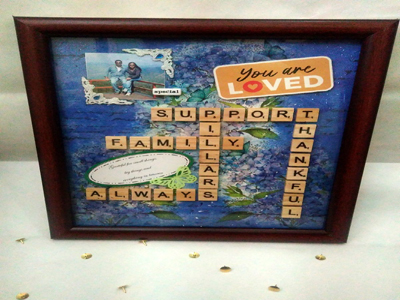 You are
LOVED
special
SUPPORT
PILLARS
THANKFUL
FAMILY
ALWAYS